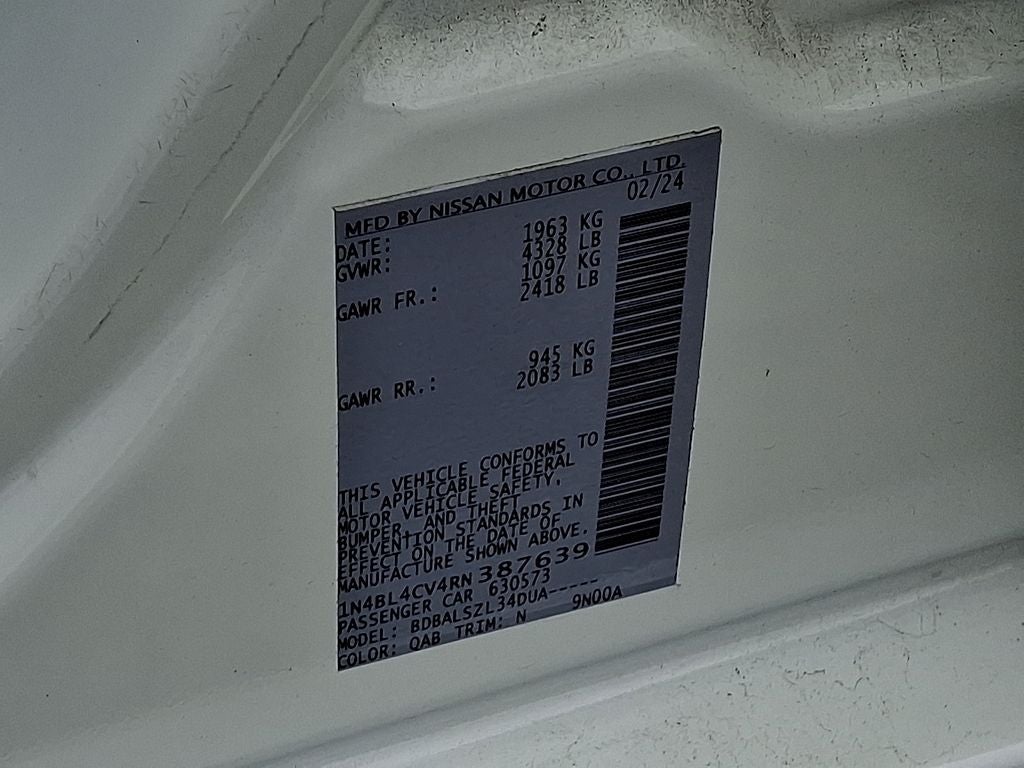 MFD BY NISSAN MOTOR CO., LTD.
DATE: 02/24
GVWR: 1963 KG
4328 LB
GAWR FR.: 1097 KG
2418 LB
GAWR RR.: 945 KG
2083 LB
THIS VEHICLE CONFORMS TO
ALL APPLICABLE FEDERAL
MOTOR VEHICLE SAFETY,
BUMPER, AND THEFT
PREVENTION STANDARDS IN
EFFECT ON THE DATE OF
MANUFACTURE SHOWN ABOVE.
1N4BL4CV4RN387639
PASSENGER CAR 630573
MODEL: BDBALSZL34DUA-----
COLOR: QAB TRIM: N 9N00A